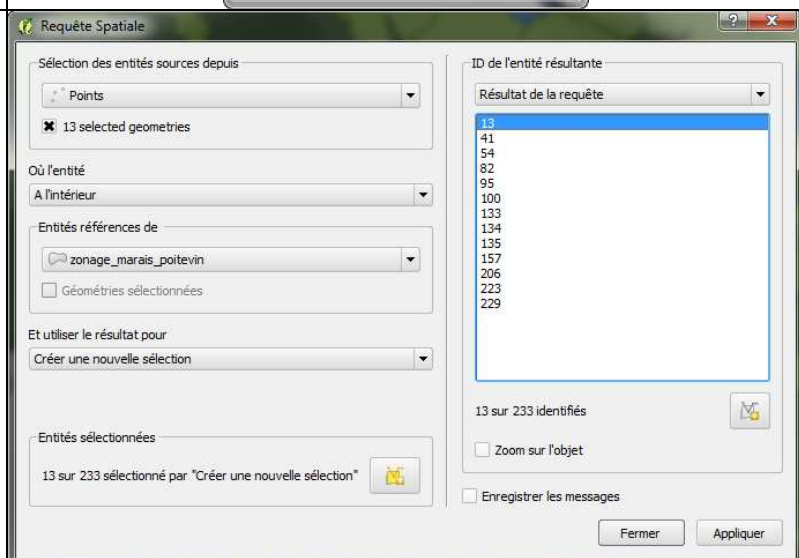 Requête Spatiale
Sélection des entités sources depuis
Points
13 selected geometries
Où l'entité
A l'intérieur
Entités références de
zonage_marais_poitevin
Géométries sélectionnées
Et utiliser le résultat pour
Créer une nouvelle sélection
Entités sélectionnées
13 sur 233 sélectionné par "Créer une nouvelle sélection"
ID de l'entité résultante
Résultat de la requête
13
41
54
82
95
100
133
134
135
157
206
223
229
13 sur 233 identifiés
Zoom sur l'objet
Enregistrer les messages
Fermer
Appliquer